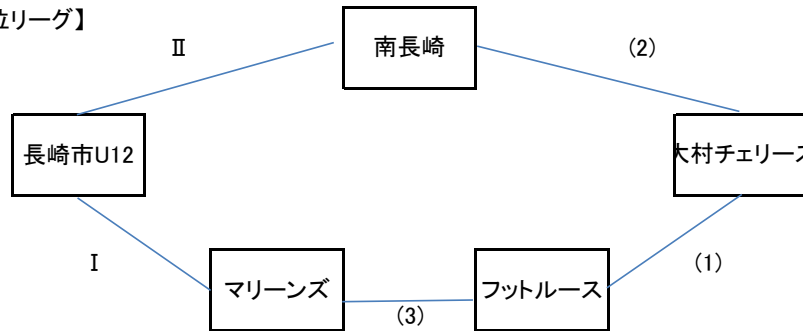 位リーグ】
Ⅱ
南長崎
(2)
長崎市U12
大村チェリース
Ⅰ
マリーンズ
(3)
フットルース
(1)